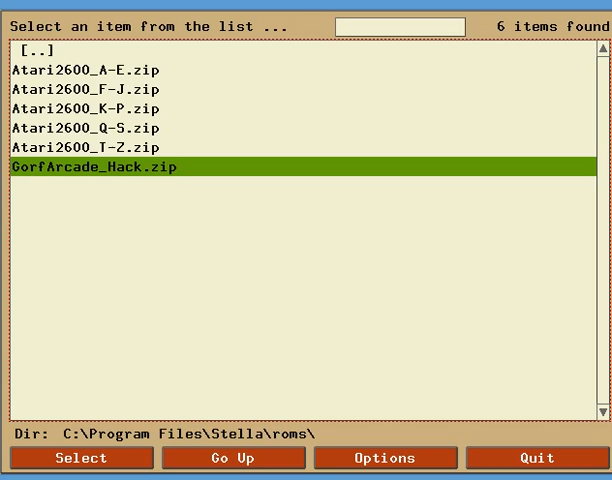 Select an item from the list ... 6 items found
[..]
Atari2600_A-E.zip
Atari2600_F-J.zip
Atari2600_K-P.zip
Atari2600_Q-S.zip
Atari2600_T-Z.zip
GorfArcade_Hack.zip
Dir: C:\Program Files\Stella\roms\
Select Go Up Options Quit